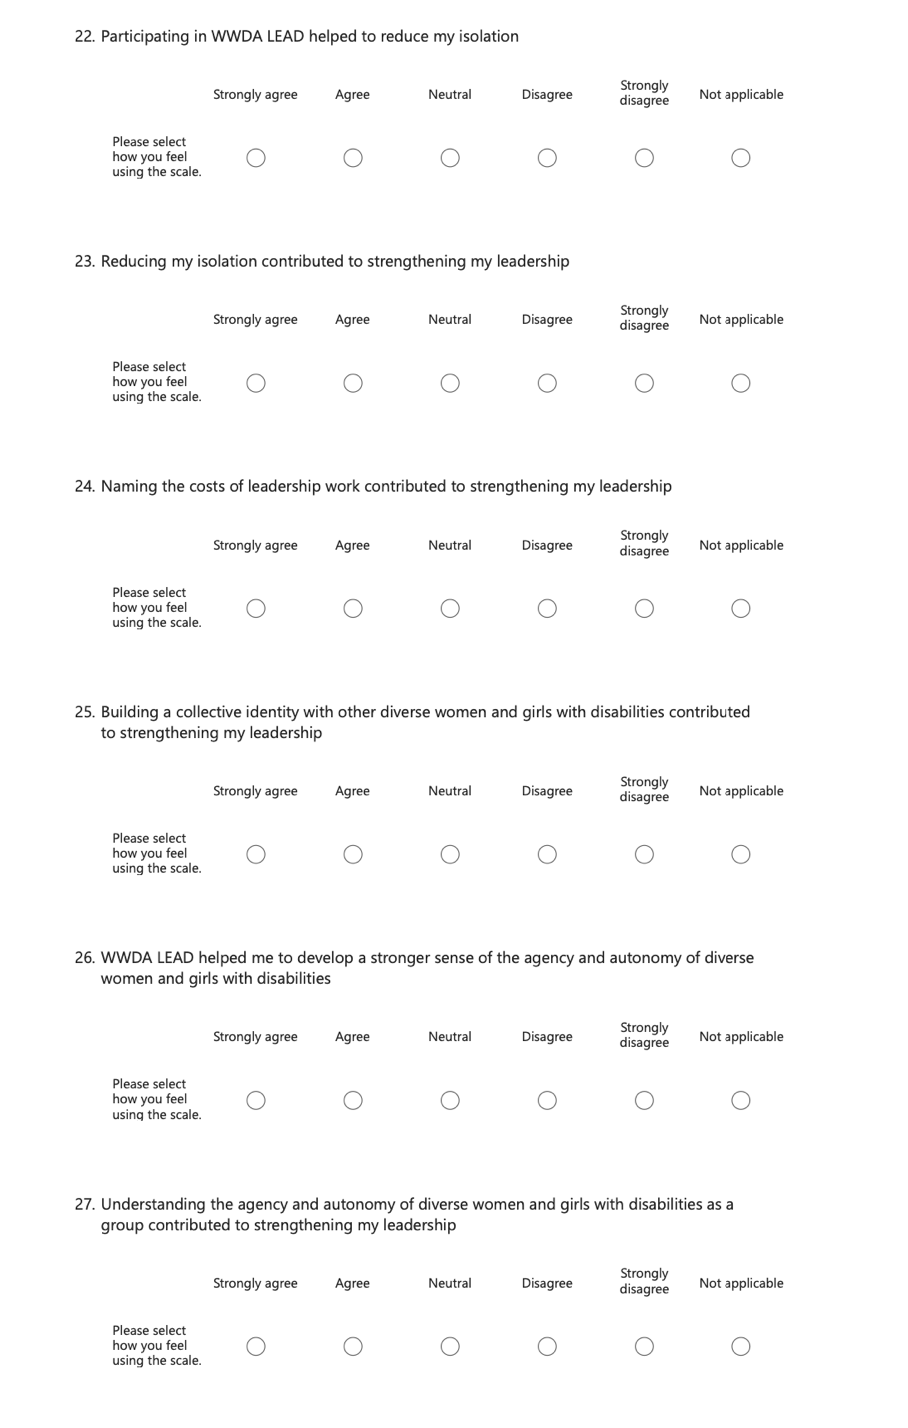 22. Participating in WWDA LEAD helped to reduce my isolation
Strongly agree Agree Neutral Disagree Strongly disagree Not applicable
Please select
how you feel
using the scale.
23. Reducing my isolation contributed to strengthening my leadership
Strongly agree Agree Neutral Disagree Strongly disagree Not applicable
Please select
how you feel
using the scale.
24. Naming the costs of leadership work contributed to strengthening my leadership
Strongly agree Agree Neutral Disagree Strongly disagree Not applicable
Please select
how you feel
using the scale.
25. Building a collective identity with other diverse women and girls with disabilities contributed
to strengthening my leadership
Strongly agree Agree Neutral Disagree Strongly disagree Not applicable
Please select
how you feel
using the scale.
26. WWDA LEAD helped me to develop a stronger sense of the agency and autonomy of diverse
women and girls with disabilities
Strongly agree Agree Neutral Disagree Strongly disagree Not applicable
Please select
how you feel
using the scale.
27. Understanding the agency and autonomy of diverse women and girls with disabilities as a
group contributed to strengthening my leadership
Strongly agree Agree Neutral Disagree Strongly disagree Not applicable
Please select
how you feel
using the scale.